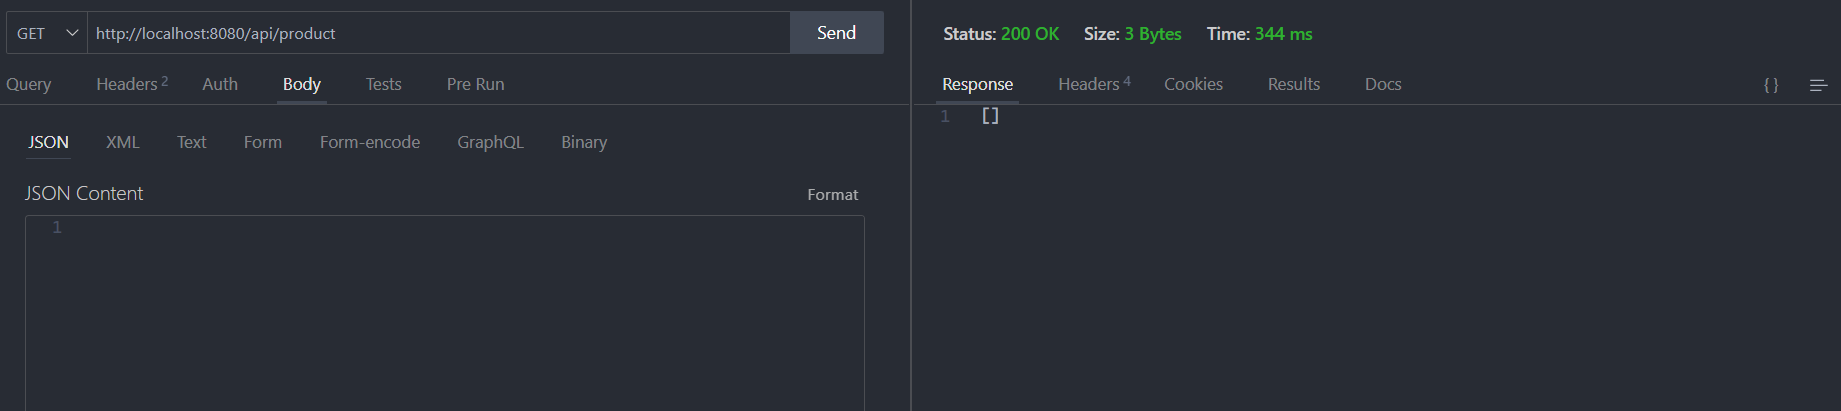 GET http://localhost:8080/api/product Send
Query Headers 2 Auth Body Tests Pre Run
JSON XML Text Form Form-encode GraphQL Binary
JSON Content Format
1
Status: 200 OK Size: 3 Bytes Time: 344 ms
Response Headers 4 Cookies Results Docs { }
1 []